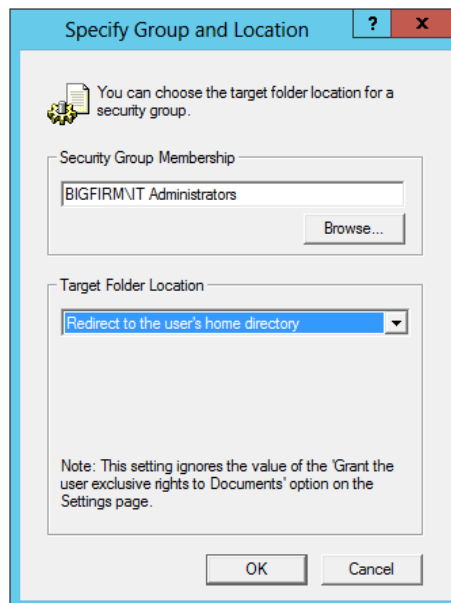 Specify Group and Location
? x
You can choose the target folder location for a
security group.
Security Group Membership
BIGFIRM\IT Administrators
Browse...
Target Folder Location
Redirect to the user's home directory
Note: This setting ignores the value of the 'Grant the
user exclusive rights to Documents' option on the
Settings page.
OK Cancel